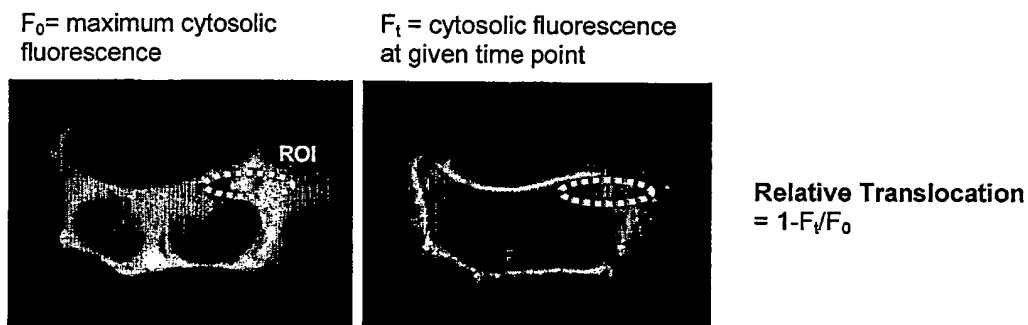 F₀= maximum cytosolic
fluorescence
Fₜ = cytosolic fluorescence
at given time point
ROI
Relative Translocation
= 1-Fₜ/F₀